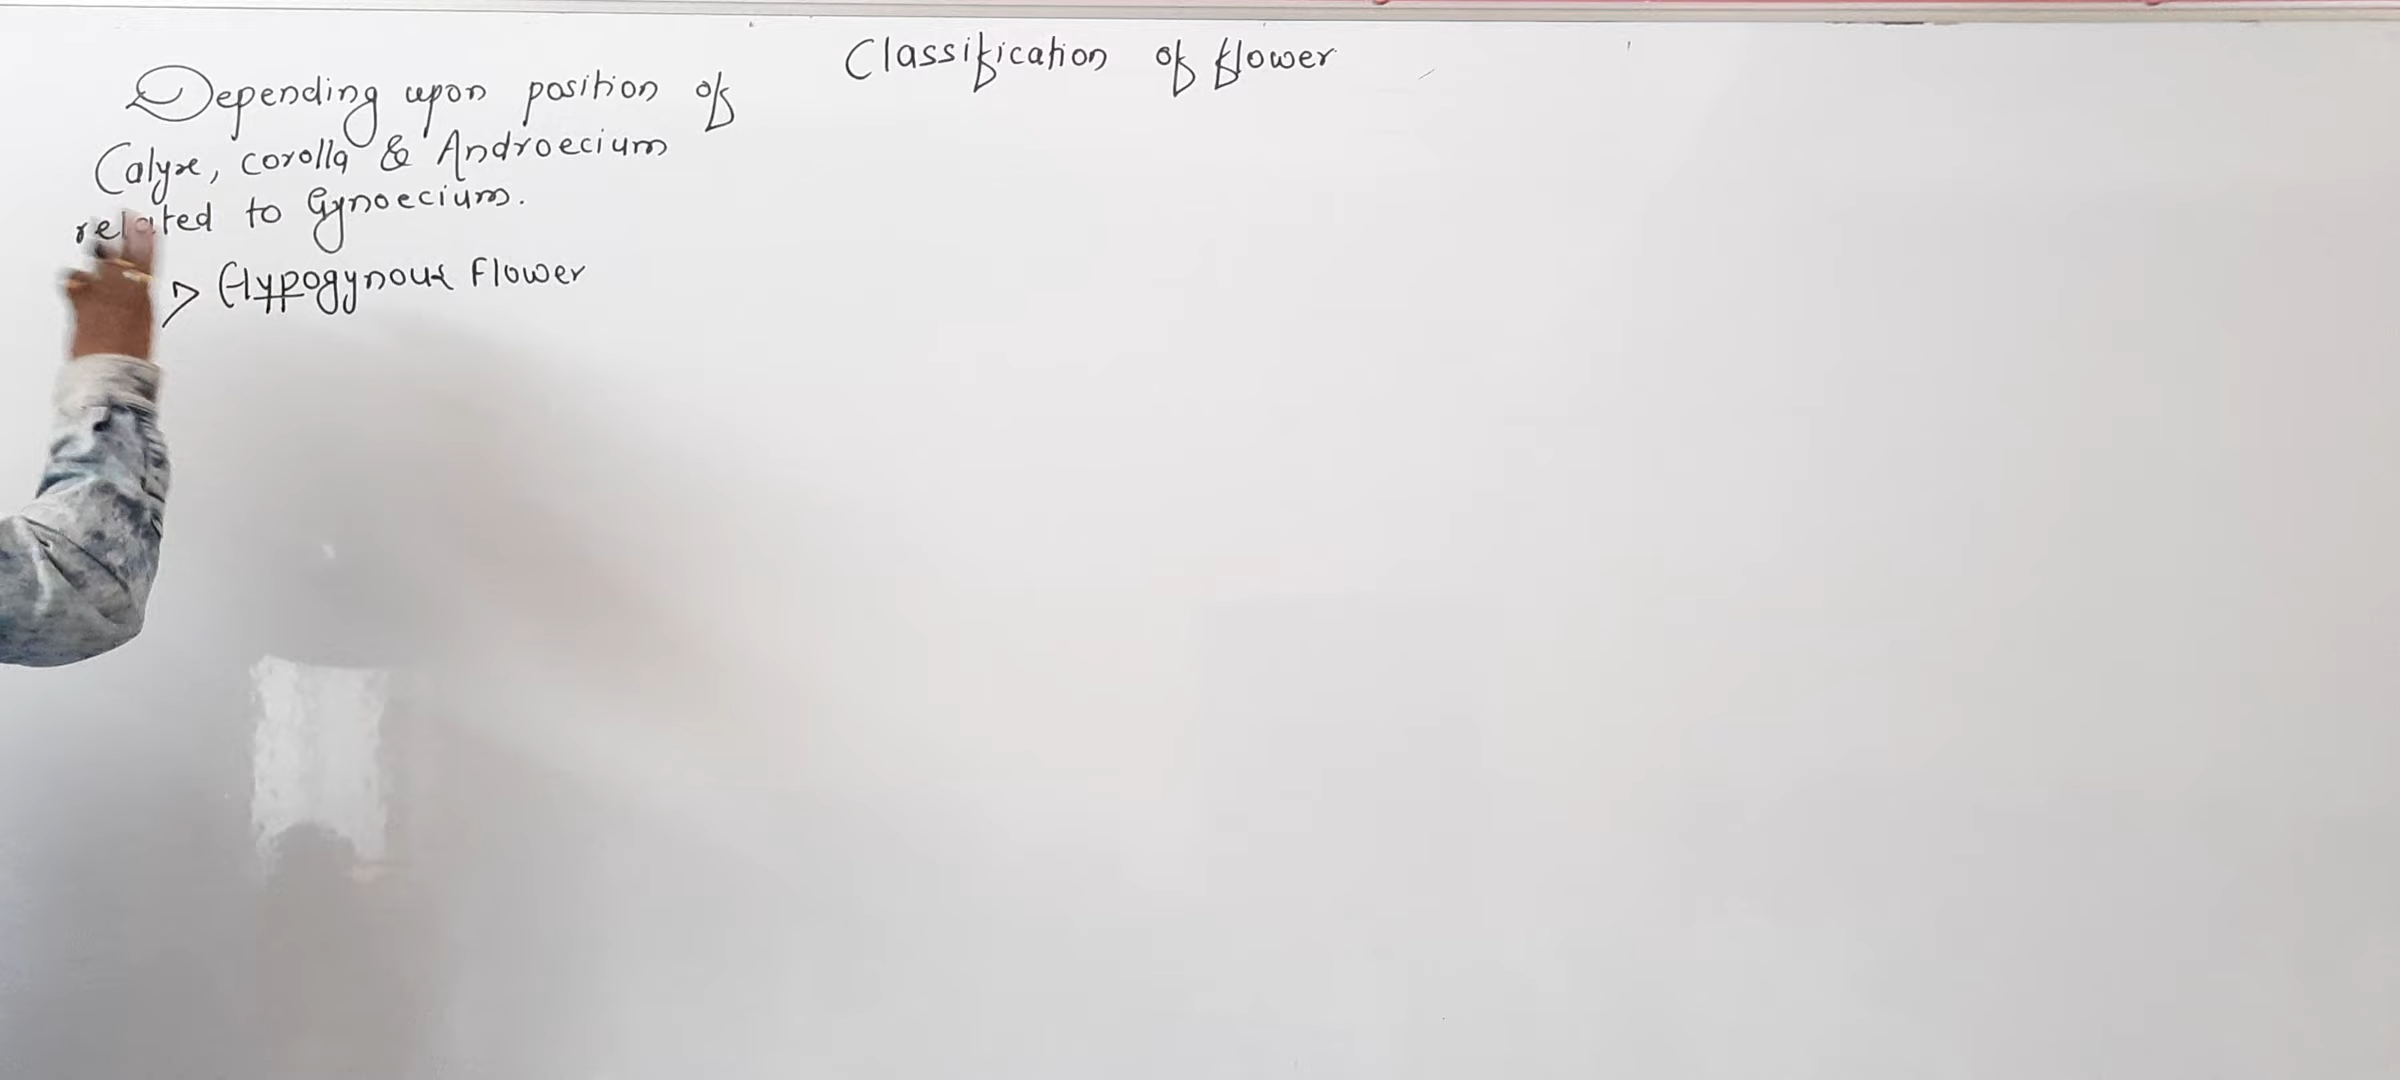 Classification of flower
Depending upon position of
Calyx, corolla & Androecium
related to Gynoecium.
> Hypogynous Flower